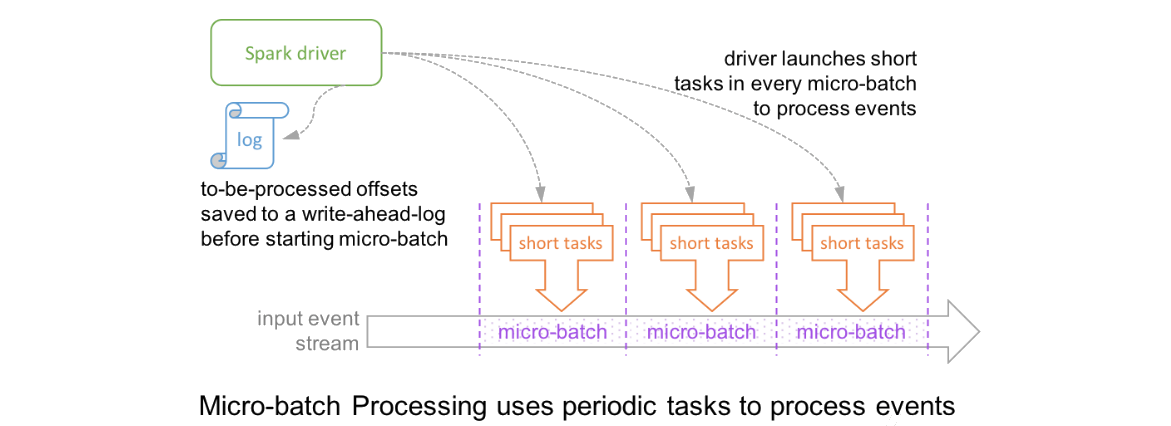 Spark driver
driver launches short
tasks in every micro-batch
to process events
log
to-be-processed offsets
saved to a write-ahead-log
before starting micro-batch
short tasks
short tasks
short tasks
input event
stream
micro-batch
micro-batch
micro-batch
Micro-batch Processing uses periodic tasks to process events